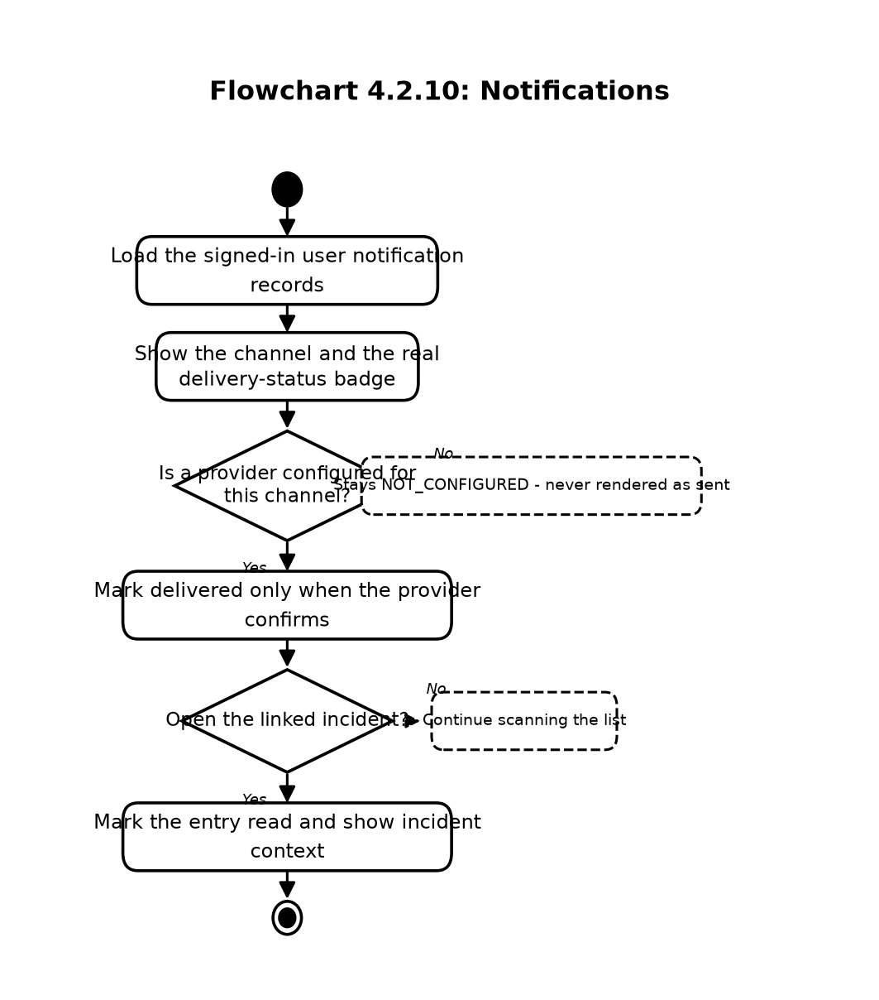 Flowchart 4.2.10: Notifications
Load the signed-in user notification
records
Show the channel and the real
delivery-status badge
Is a provider configured for
this channel?
No
Stays NOT_CONFIGURED - never rendered as sent
Yes
Mark delivered only when the provider
confirms
Open the linked incident?
No
Continue scanning the list
Yes
Mark the entry read and show incident
context